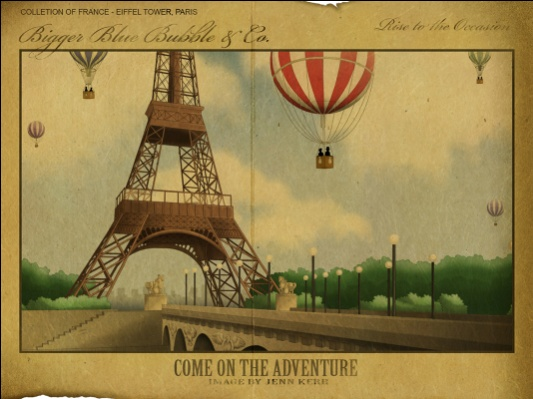 COLLETION OF FRANCE - EIFFEL TOWER, PARIS
Bigger Blue Bubble & Co.
Rise to the Occasion
COME ON THE ADVENTURE
IMAGE BY JENN KERR